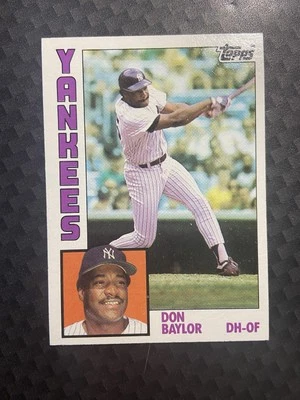 Topps
YANKEES
NY
DON
BAYLOR
DH-OF